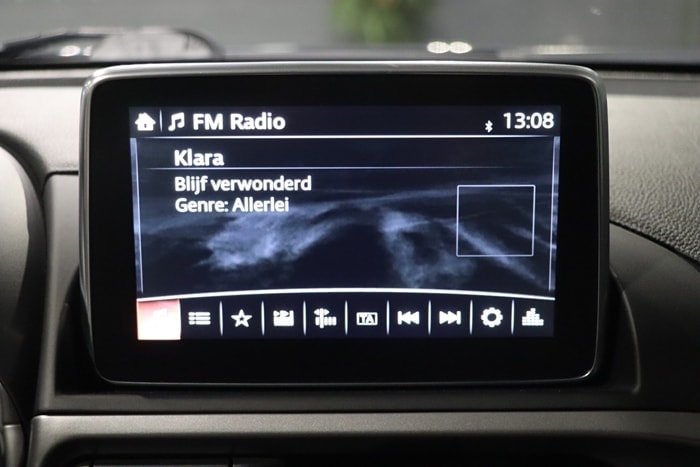 FM Radio 13:08
Klara
Blijf verwonderd
Genre: Allerlei
TA